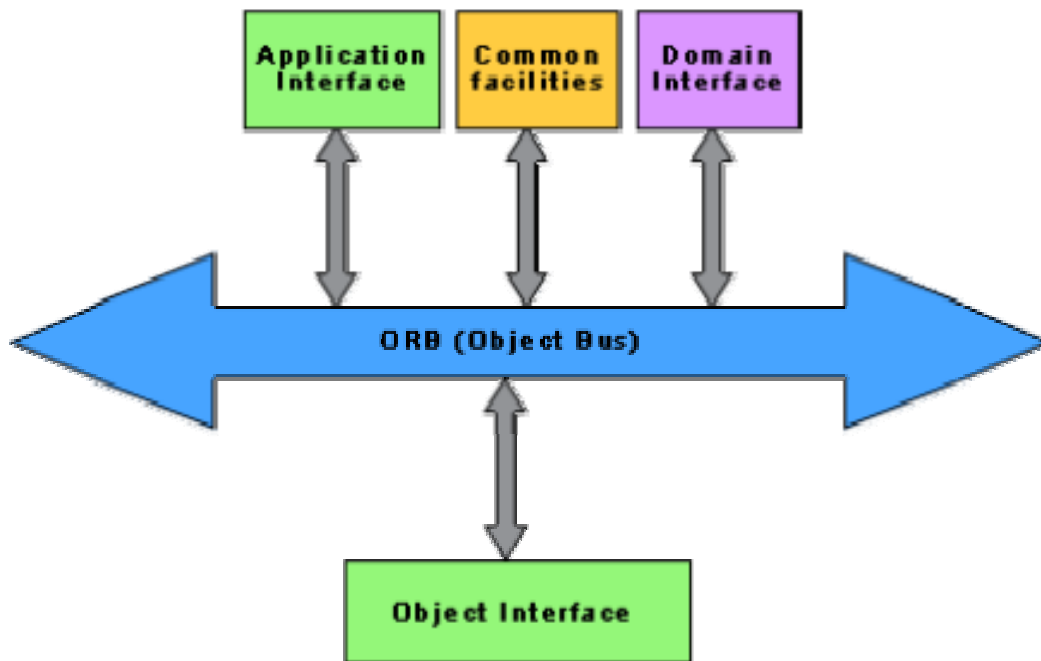 Application
Interface
Common
facilities
Domain
Interface
ORB (Object Bus)
Object Interface